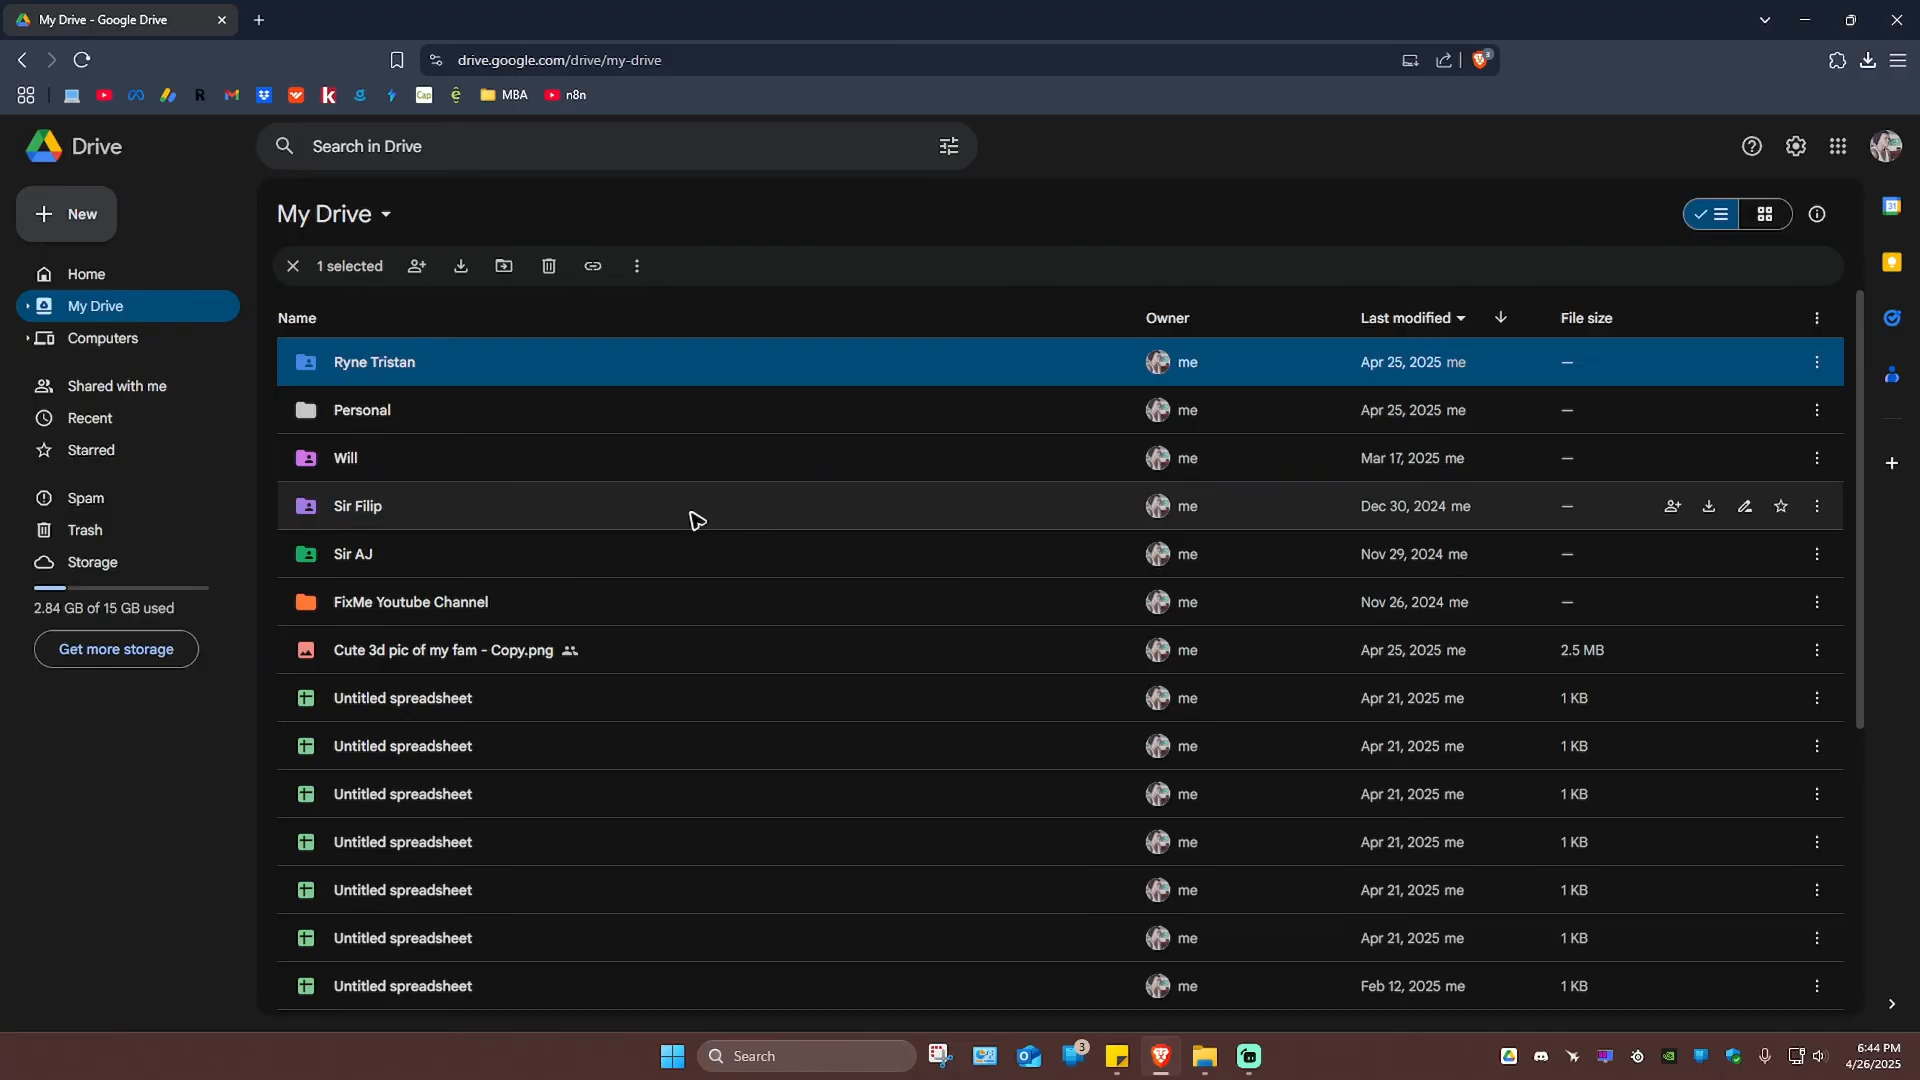 My Drive - Google Drive
drive.google.com/drive/my-drive
3
R
k
Cap
ê
MBA
n8n
Drive
Search in Drive
New
My Drive
31
1 selected
Home
My Drive
Computers
Shared with me
Recent
Starred
Spam
Trash
Storage
2.84 GB of 15 GB used
Get more storage
Name Owner Last modified File size
Ryne Tristan me Apr 25, 2025 me —
Personal me Apr 25, 2025 me —
Will me Mar 17, 2025 me —
Sir Filip me Dec 30, 2024 me —
Sir AJ me Nov 29, 2024 me —
FixMe Youtube Channel me Nov 26, 2024 me —
Cute 3d pic of my fam - Copy.png me Apr 25, 2025 me 2.5 MB
Untitled spreadsheet me Apr 21, 2025 me 1 KB
Untitled spreadsheet me Apr 21, 2025 me 1 KB
Untitled spreadsheet me Apr 21, 2025 me 1 KB
Untitled spreadsheet me Apr 21, 2025 me 1 KB
Untitled spreadsheet me Apr 21, 2025 me 1 KB
Untitled spreadsheet me Apr 21, 2025 me 1 KB
Untitled spreadsheet me Feb 12, 2025 me 1 KB
Search
3
6:44 PM
4/26/2025